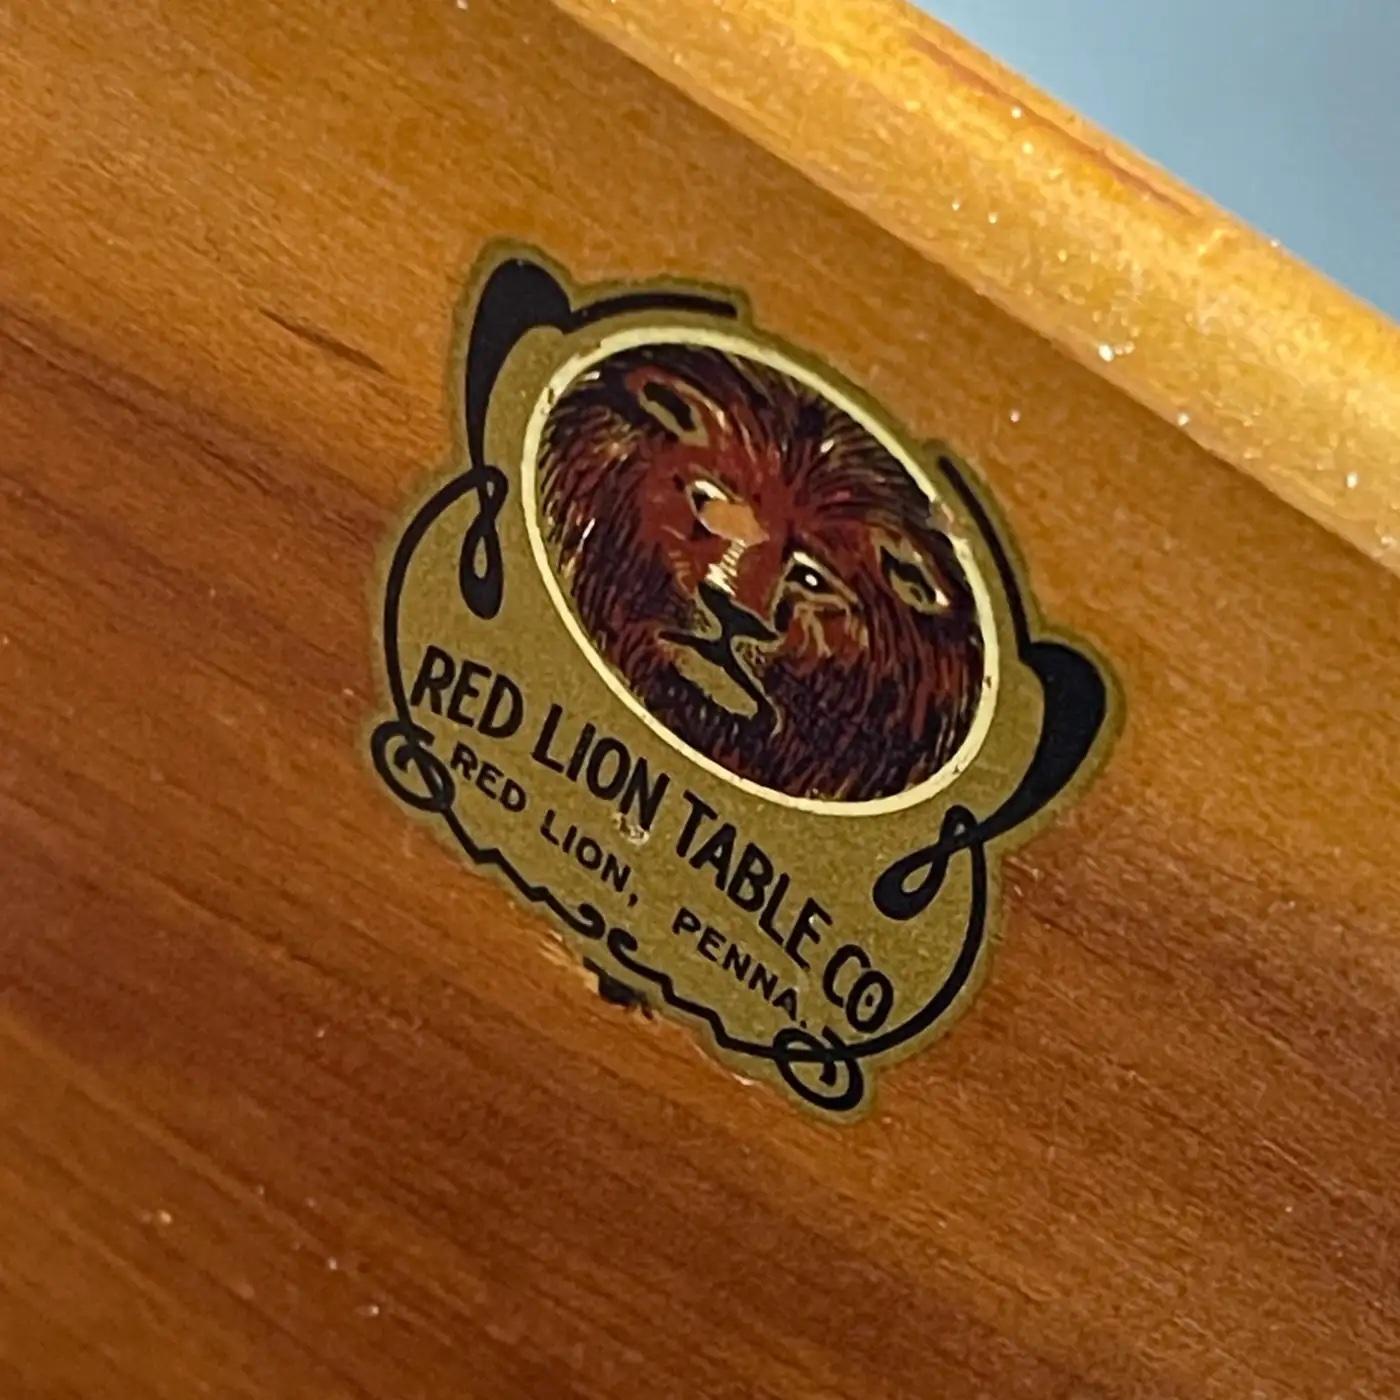 RED LION TABLE CO
RED LION, PENNA.